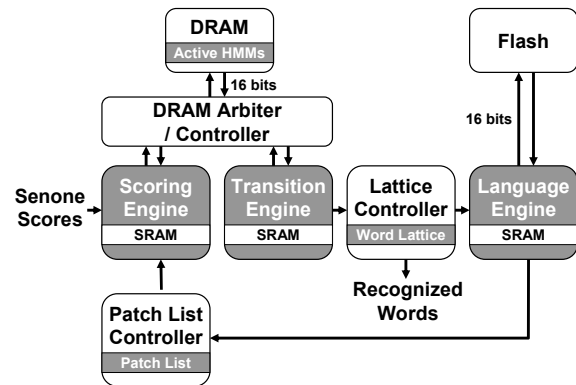 DRAM
Active HMMs
16 bits
DRAM Arbiter
/ Controller
Flash
16 bits
Senone
Scores
Scoring
Engine
SRAM
Transition
Engine
SRAM
Lattice
Controller
Word Lattice
Language
Engine
SRAM
Recognized
Words
Patch List
Controller
Patch List